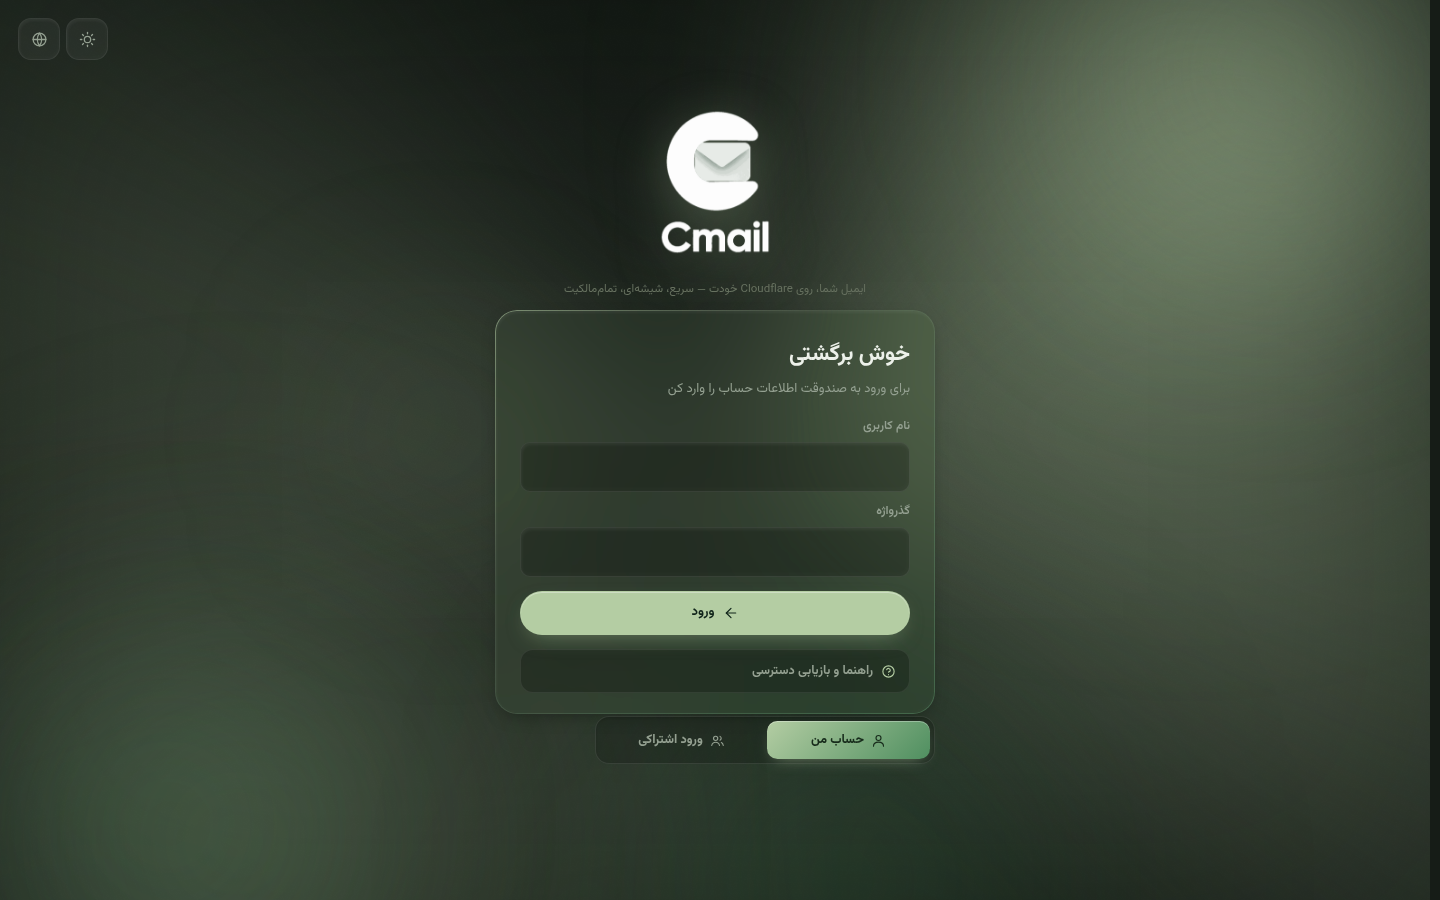 Cmail
ایمیل شما، روی Cloudflare خودت — سریع، شیشه‌ای، تمام‌مالکیت
خوش برگشتی
برای ورود به صندوقت اطلاعات حساب را وارد کن
نام کاربری
گذرواژه
ورود
راهنما و بازیابی دسترسی
حساب من
ورود اشتراکی